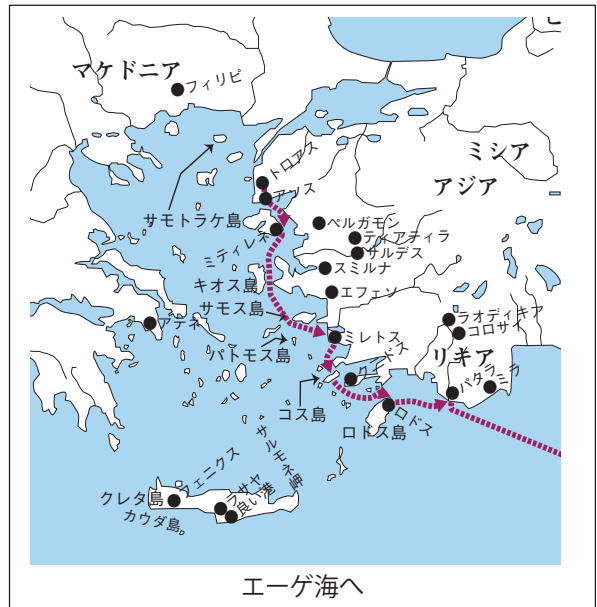 マケドニア
フィリピ
ミシア
アジア
トロアス
アソス
サモトラケ島
ペルガモン
ミティレネ
ティアティラ
サルデス
スミルナ
キオス島
エフェソ
サモス島
アテネ
ミレトス
ラオディキア
コロサイ
パトモス島
リキア
クニドス
パタラ
ミラ
コス島
ロドス
ロドス島
サルモネ岬
フェニクス
ラサヤ
良い港
クレタ島
カウダ島
エーゲ海へ